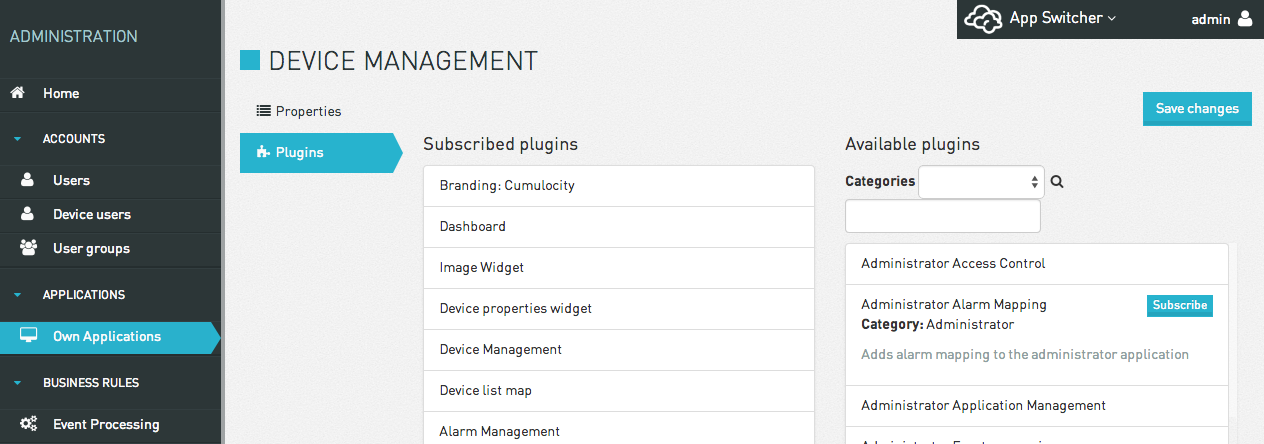 ADMINISTRATION
Home
ACCOUNTS
Users
Device users
User groups
APPLICATIONS
Own Applications
BUSINESS RULES
Event Processing
App Switcher
admin
DEVICE MANAGEMENT
Properties
Save changes
Plugins
Subscribed plugins
Branding: Cumulocity
Dashboard
Image Widget
Device properties widget
Device Management
Device list map
Alarm Management
Available plugins
Categories
Administrator Access Control
Administrator Alarm Mapping
Subscribe
Category: Administrator
Adds alarm mapping to the administrator application
Administrator Application Management